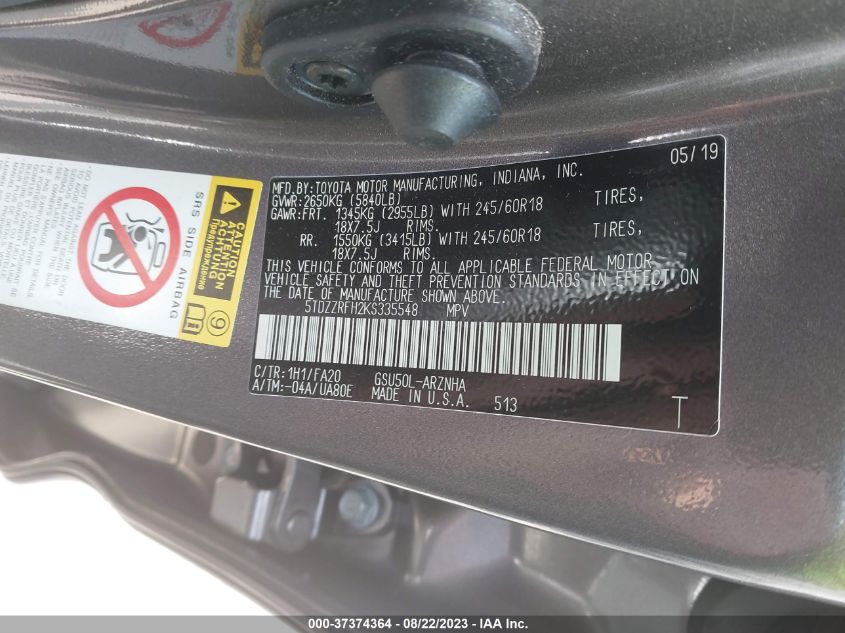 05/19
MFD.BY:TOYOTA MOTOR MANUFACTURING, INDIANA, INC.
GVWR:2650KG (5840LB)
GAWR:FRT. 1345KG (2955LB) WITH 245/60R18 TIRES,
18X7.5J RIMS.
RR. 1550KG (3415LB) WITH 245/60R18 TIRES,
18X7.5J RIMS.
THIS VEHICLE CONFORMS TO ALL APPLICABLE FEDERAL MOTOR
VEHICLE SAFETY AND THEFT PREVENTION STANDARDS IN EFFECT ON
THE DATE OF MANUFACTURE SHOWN ABOVE.
5TDZZRFH2KS335548 MPV
C/TR:1H1/FA20 GSU50L-ARZNHA
A/TM:-04A/UA80E MADE IN U.S.A. 513
T
SRS SIDE AIRBAG
CAUTION
ATTENTION
ACHTUNG
Предупреждение
9
000-37374364 - 08/22/2023 - IAA Inc.